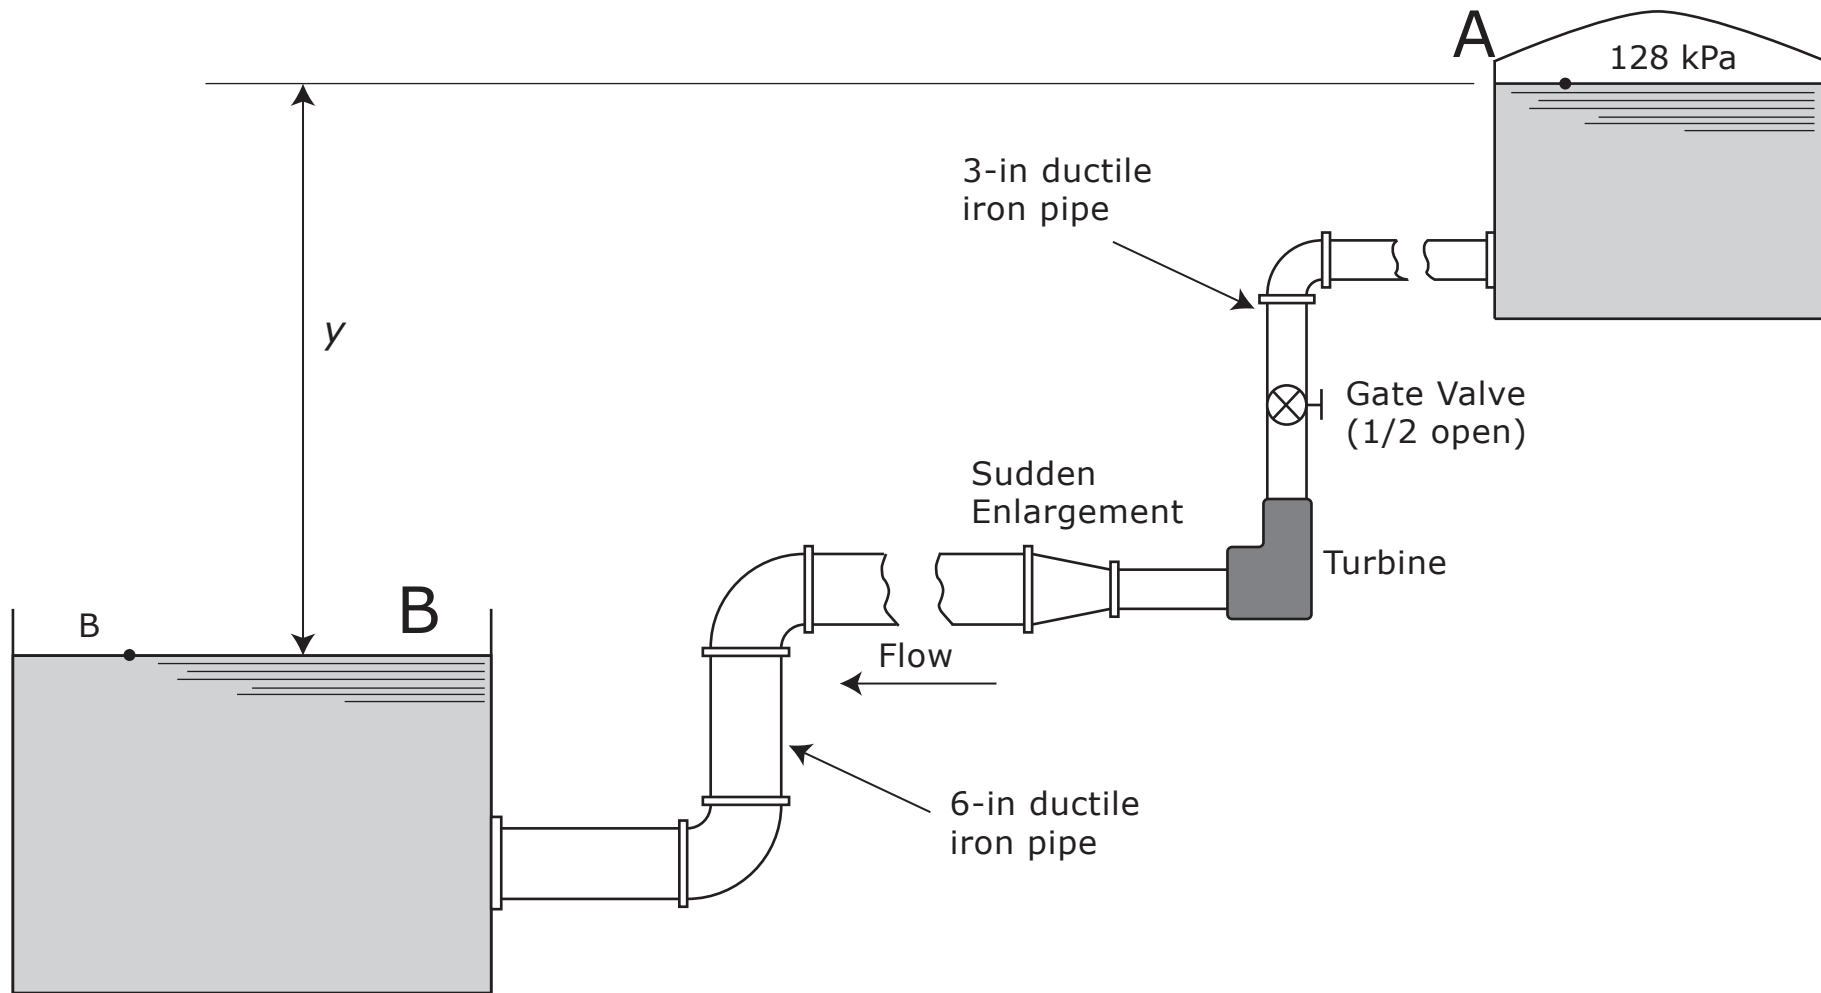 A
128 kPa
3-in ductile
iron pipe
y
Gate Valve
(1/2 open)
Sudden
Enlargement
Turbine
B
B
Flow
6-in ductile
iron pipe